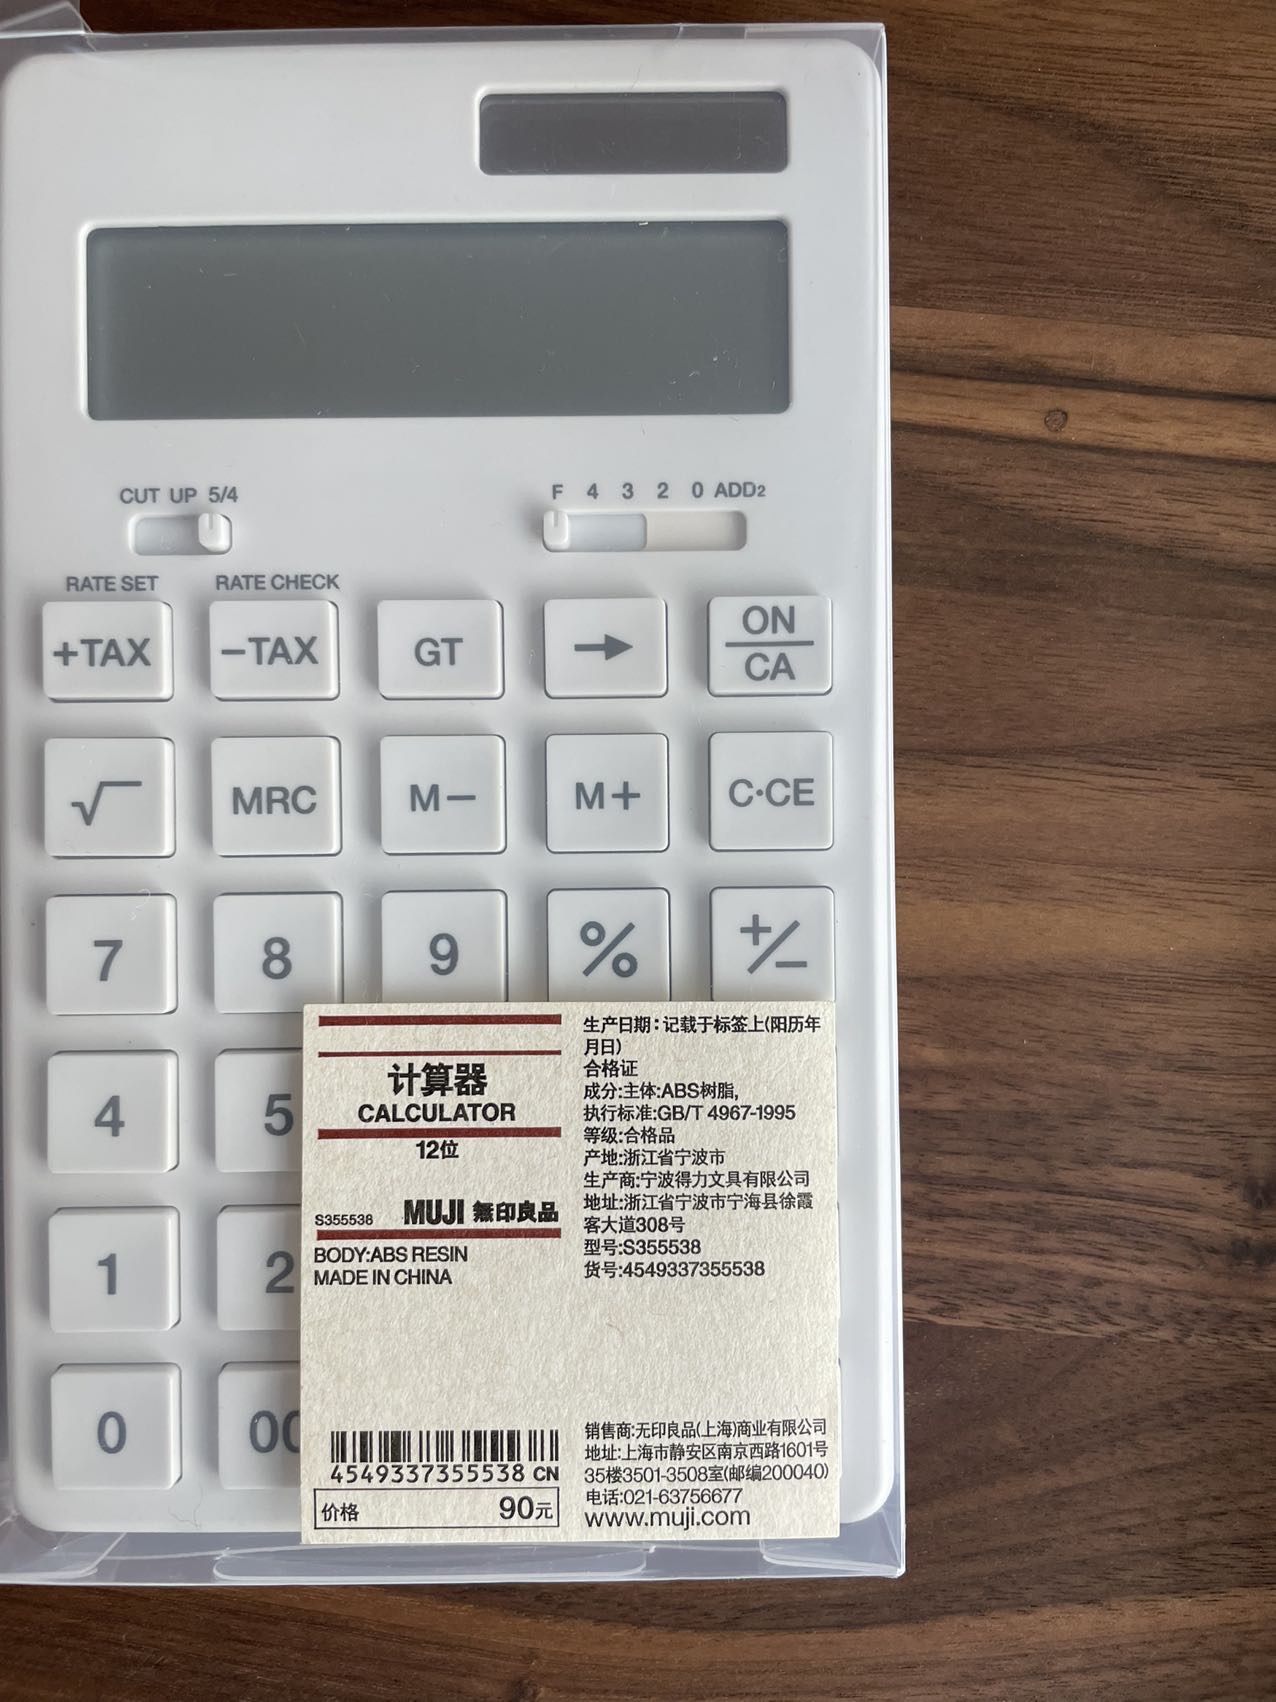 CUT UP 5/4
F 4 3 2 0 ADD2
RATE SET RATE CHECK
+TAX -TAX GT → ON/CA
√ MRC M- M+ C·CE
7 8 9 % +/-
4 5
1 2
0 00
计算器
CALCULATOR
12位
S355538 MUJI 無印良品
BODY:ABS RESIN
MADE IN CHINA
4549337355538 CN
价格 90元
生产日期:记载于标签上(阳历年
月日)
合格证
成分:主体:ABS树脂,
执行标准:GB/T 4967-1995
等级:合格品
产地:浙江省宁波市
生产商:宁波得力文具有限公司
地址:浙江省宁波市宁海县徐霞
客大道308号
型号:S355538
货号:4549337355538
销售商:无印良品(上海)商业有限公司
地址:上海市静安区南京西路1601号
35楼3501-3508室(邮编200040)
电话:021-63756677
www.muji.com